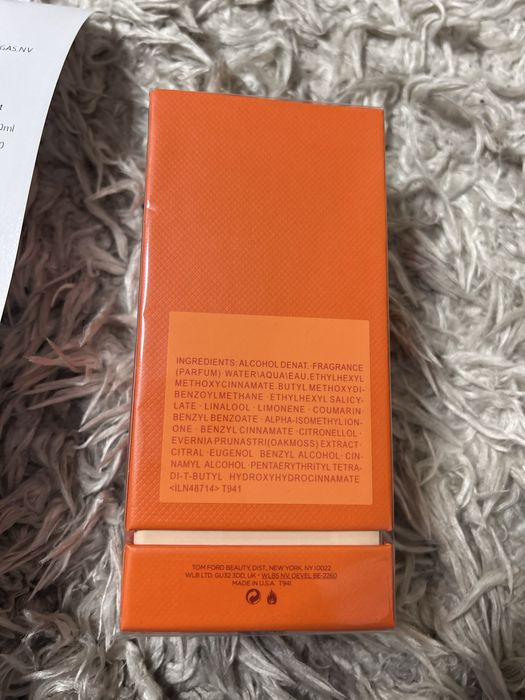 GAS.NV
0ml
0
INGREDIENTS: ALCOHOL DENAT. · FRAGRANCE
(PARFUM) · WATER\AQUA\EAU. ETHYLHEXYL
METHOXYCINNAMATE. BUTYL METHOXYDI-
BENZOYLMETHANE · ETHYLHEXYL SALICY-
LATE · LINALOOL · LIMONENE · COUMARIN ·
BENZYL BENZOATE · ALPHA-ISOMETHYL ION-
ONE · BENZYL CINNAMATE · CITRONELLOL ·
EVERNIA PRUNASTRI(OAKMOSS) EXTRACT ·
CITRAL · EUGENOL BENZYL ALCOHOL · CIN-
NAMYL ALCOHOL · PENTAERYTHRITYL TETRA-
DI-T-BUTYL HYDROXYHYDROCINNAMATE
<ILN48714> T941
TOM FORD BEAUTY, DIST., NEW YORK, NY 10022
WLB LTD, GU32 3DD, UK • WLBS NV, OEVEL BE-2260
MADE IN U.S.A. T941